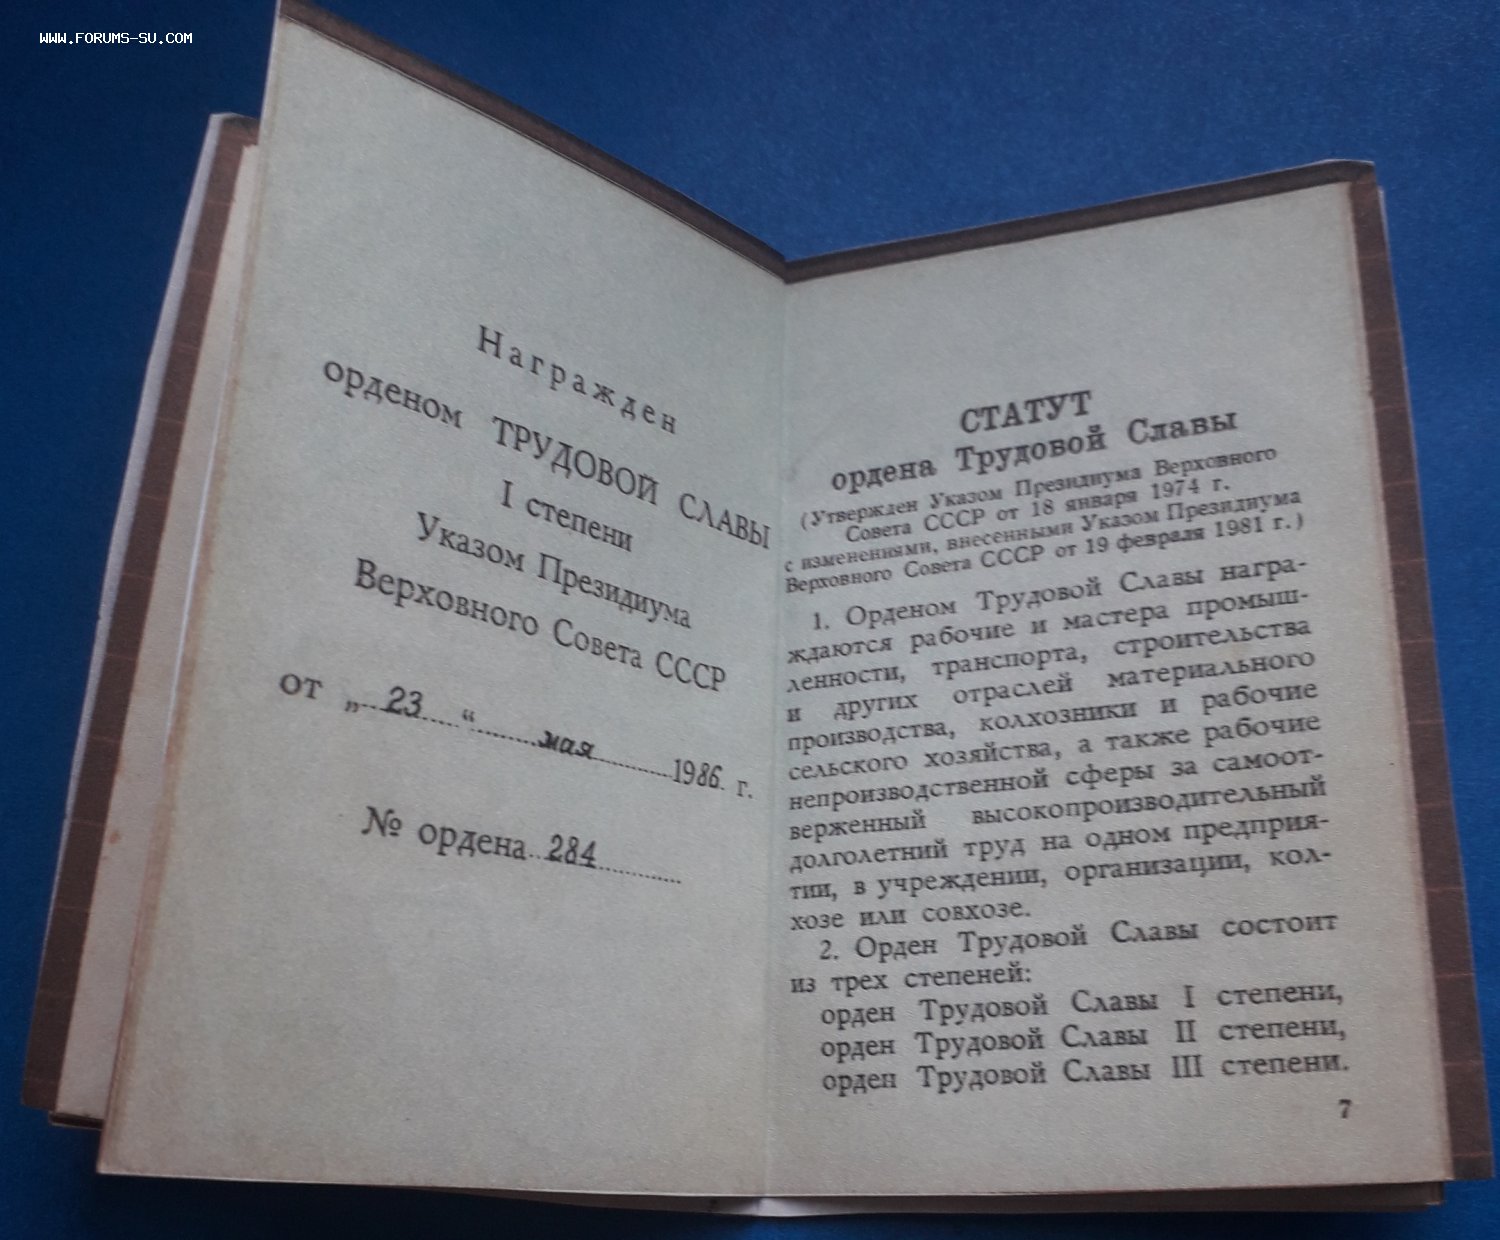 WWW.FORUMS-SU.COM
Награжден
орденом ТРУДОВОЙ СЛАВЫ
I степени
Указом Президиума
Верховного Совета СССР
от „ 23 “ мая 1986. г.
№ ордена 284
СТАТУТ
ордена Трудовой Славы
(Утвержден Указом Президиума Верховного
Совета СССР от 18 января 1974 г.
с изменениями, внесенными Указом Президиума
Верховного Совета СССР от 19 февраля 1981 г.)
1. Орденом Трудовой Славы награ-
ждаются рабочие и мастера промыш-
ленности, транспорта, строительства
и других отраслей материального
производства, колхозники и рабочие
сельского хозяйства, а также рабочие
непроизводственной сферы за самоот-
верженный высокопроизводительный
долголетний труд на одном предприя-
тии, в учреждении, организации, кол-
хозе или совхозе.
2. Орден Трудовой Славы состоит
из трех степеней:
орден Трудовой Славы I степени,
орден Трудовой Славы II степени,
орден Трудовой Славы III степени.
7